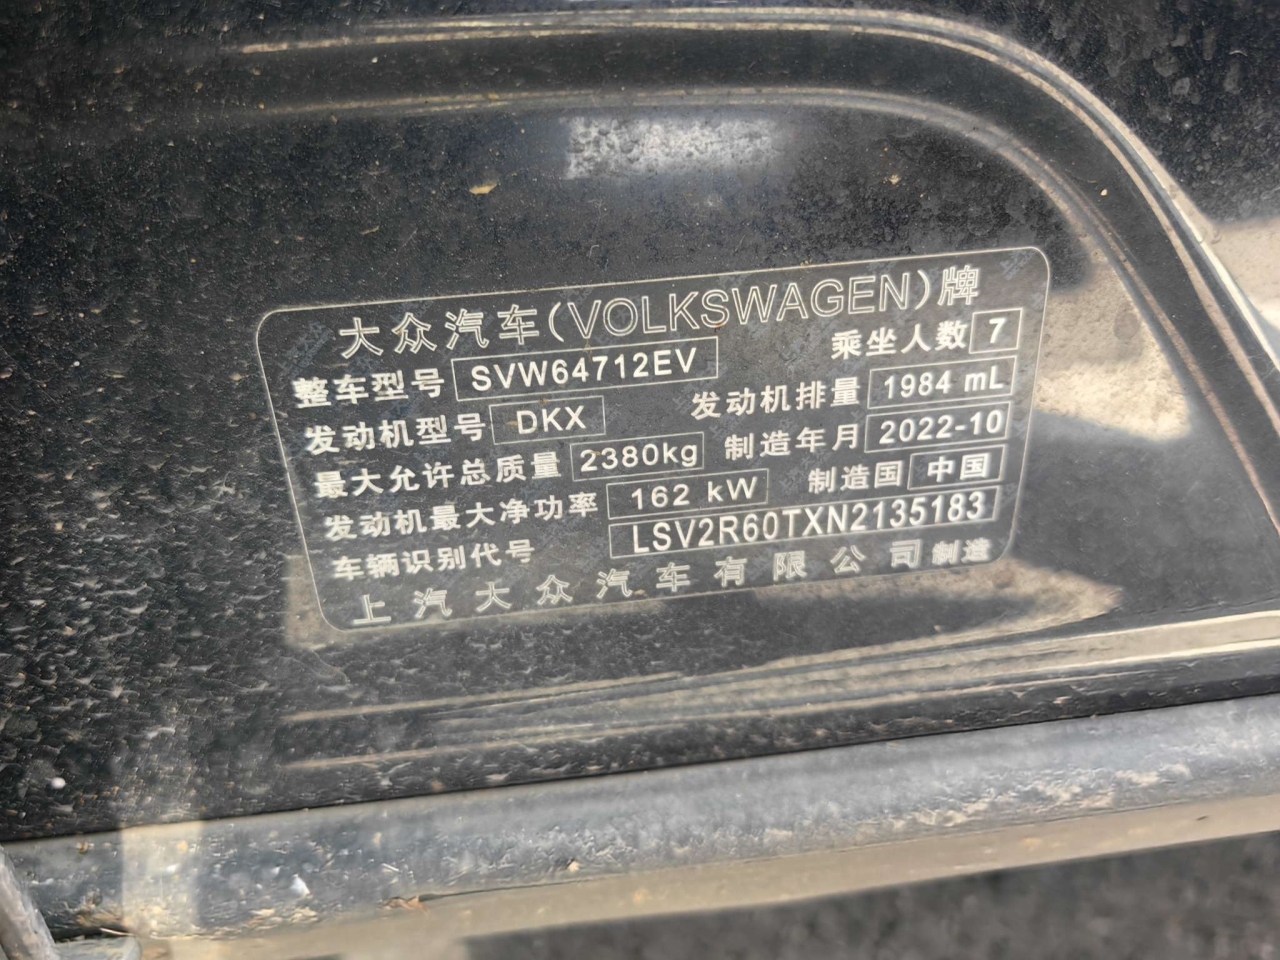 大众汽车(VOLKSWAGEN)牌
整车型号 SVW64712EV 乘坐人数 7
发动机型号 DKX 发动机排量 1984 mL
最大允许总质量 2380kg 制造年月 2022-10
发动机最大净功率 162 kW 制造国 中国
车辆识别代号 LSV2R60TXN2135183
上汽大众汽车有限公司制造